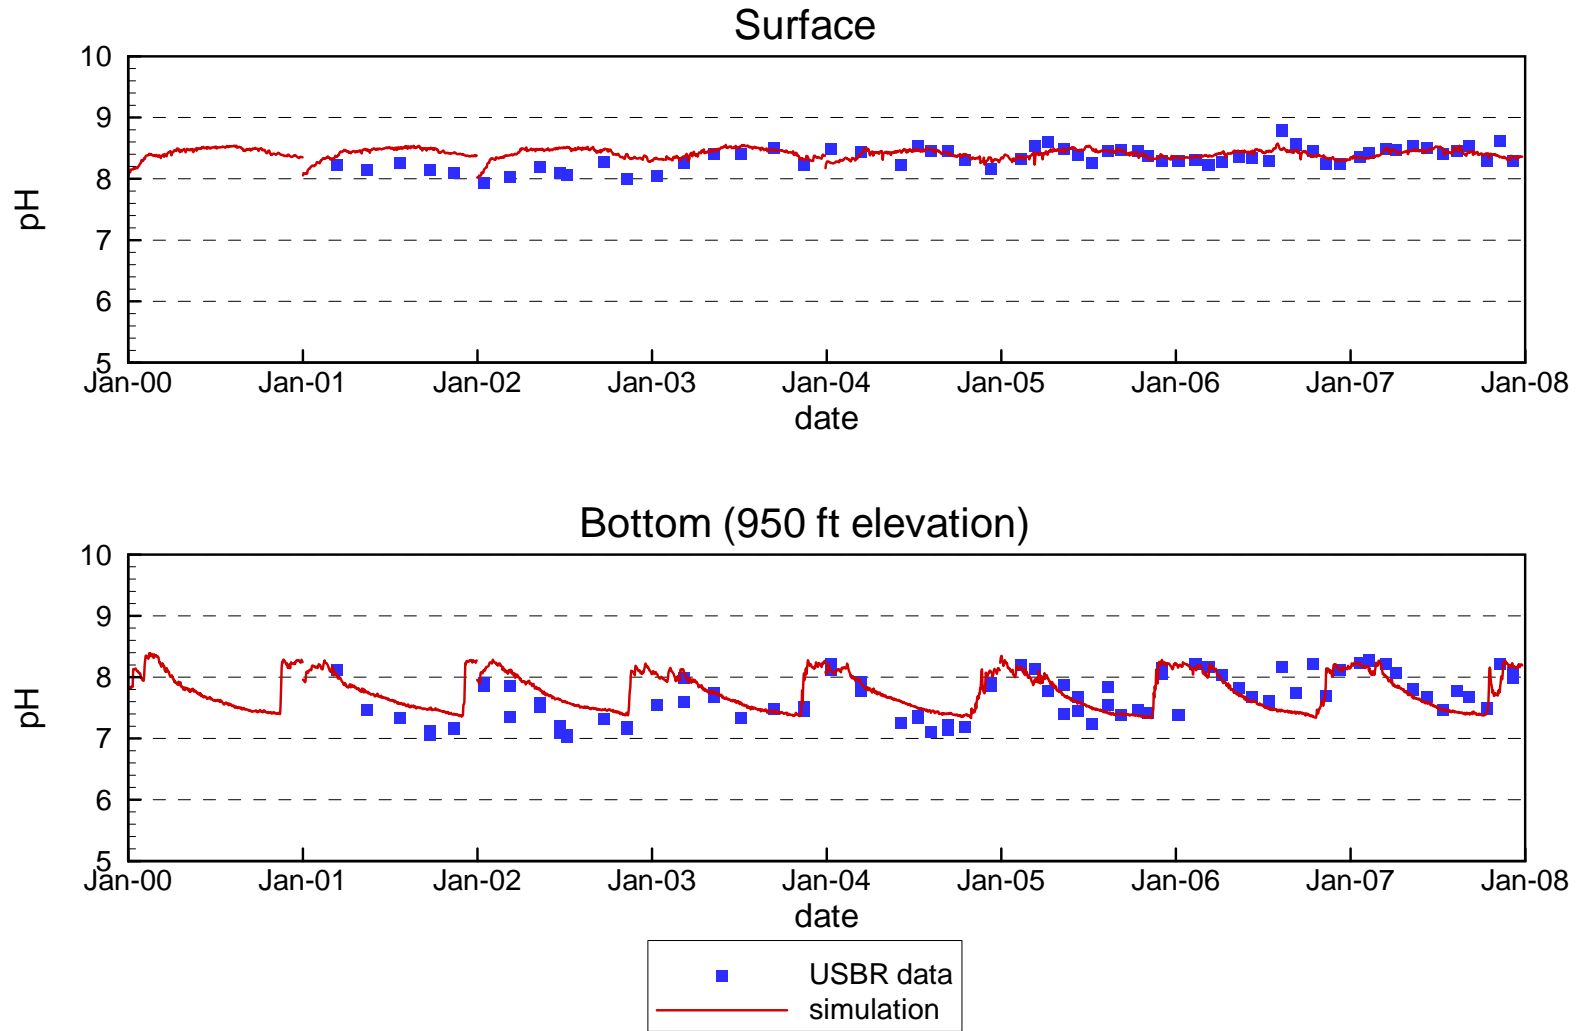 Surface
10
9
8
7
6
5
pH
Jan-00 Jan-01 Jan-02 Jan-03 Jan-04 Jan-05 Jan-06 Jan-07 Jan-08
date
Bottom (950 ft elevation)
10
9
8
7
6
5
pH
Jan-00 Jan-01 Jan-02 Jan-03 Jan-04 Jan-05 Jan-06 Jan-07 Jan-08
date
USBR data
simulation